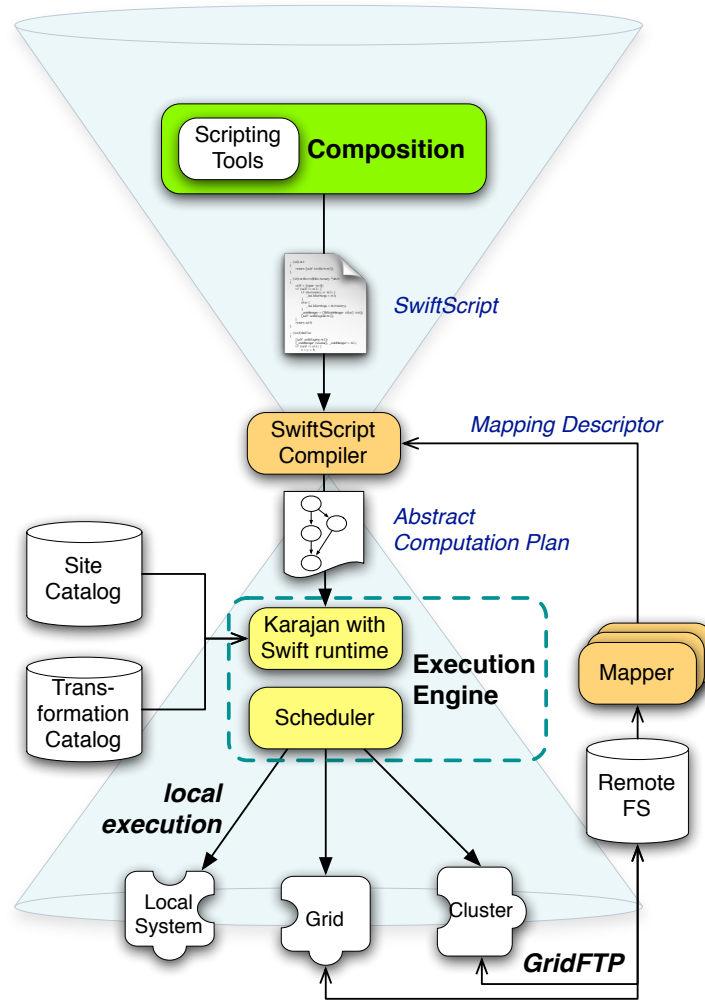 Scripting
Tools
Composition
SwiftScript
SwiftScript
Compiler
Mapping Descriptor
Abstract
Computation Plan
Site
Catalog
Karajan with
Swift runtime
Execution
Engine
Mapper
Trans-
formation
Catalog
Scheduler
Remote
FS
local
execution
Local
System
Grid
Cluster
GridFTP